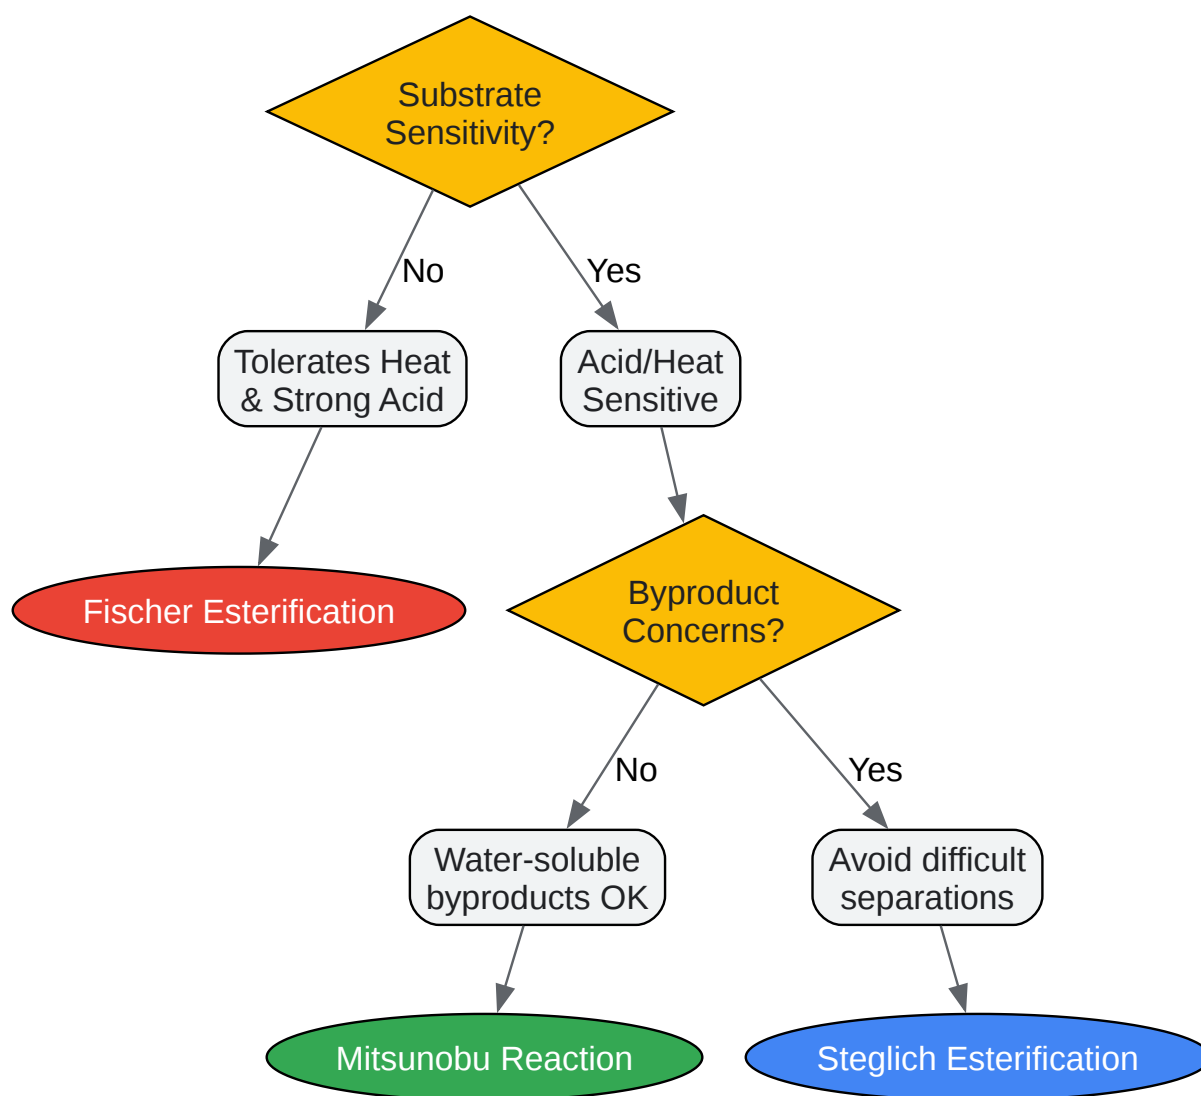 Substrate
Sensitivity?
No
Yes
Tolerates Heat
& Strong Acid
Acid/Heat
Sensitive
Fischer Esterification
Byproduct
Concerns?
No
Yes
Water-soluble
byproducts OK
Avoid difficult
separations
Mitsunobu Reaction
Steglich Esterification